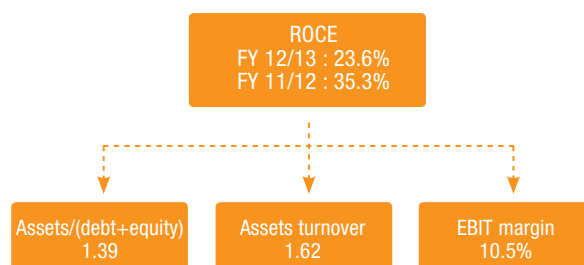 ROCE
FY 12/13 : 23.6%
FY 11/12 : 35.3%
Assets/(debt+equity)
1.39
Assets turnover
1.62
EBIT margin
10.5%